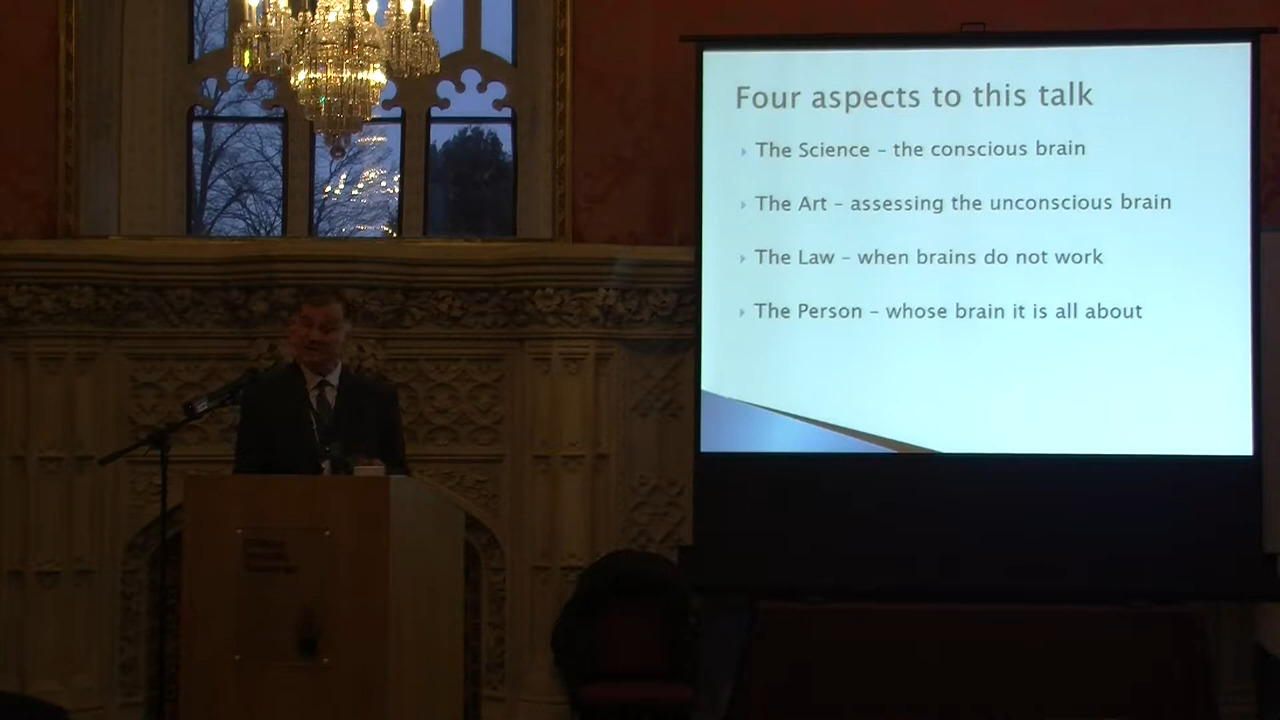 Four aspects to this talk
The Science – the conscious brain
The Art – assessing the unconscious brain
The Law – when brains do not work
The Person – whose brain it is all about